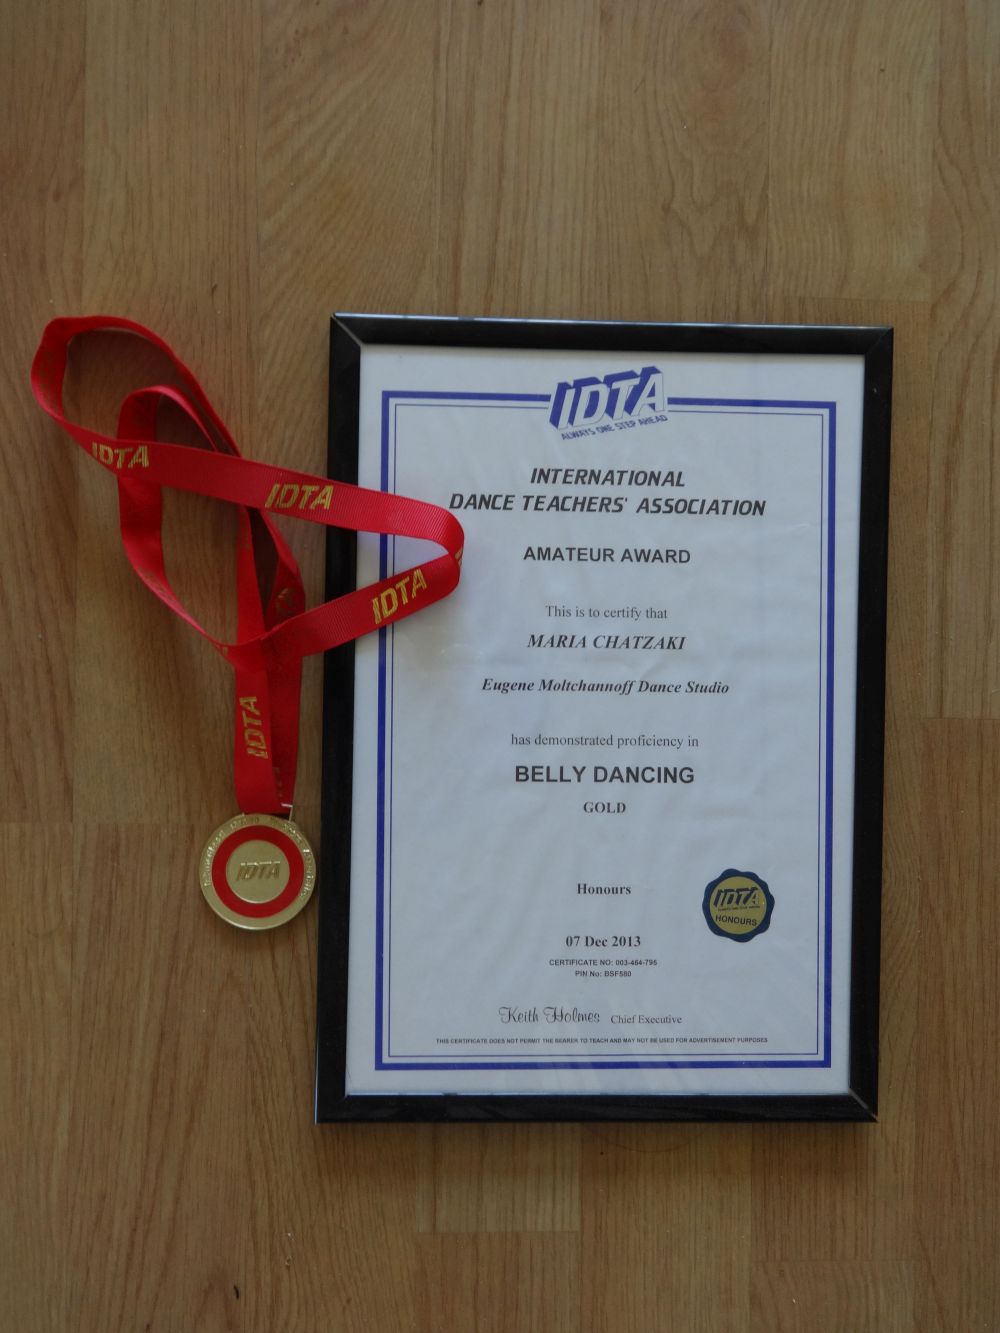 IDTA
ALWAYS ONE STEP AHEAD
INTERNATIONAL
DANCE TEACHERS' ASSOCIATION
AMATEUR AWARD
This is to certify that
MARIA CHATZAKI
Eugene Moltchannoff Dance Studio
has demonstrated proficiency in
BELLY DANCING
GOLD
Honours
IDTA
HONOURS
07 Dec 2013
CERTIFICATE NO: 003-464-795
PIN No: BSF580
Keith Holmes Chief Executive
THIS CERTIFICATE DOES NOT PERMIT THE BEARER TO TEACH AND MAY NOT BE USED FOR ADVERTISEMENT PURPOSES
IDTA
IDTA
IDTA
IDTA
IDTA